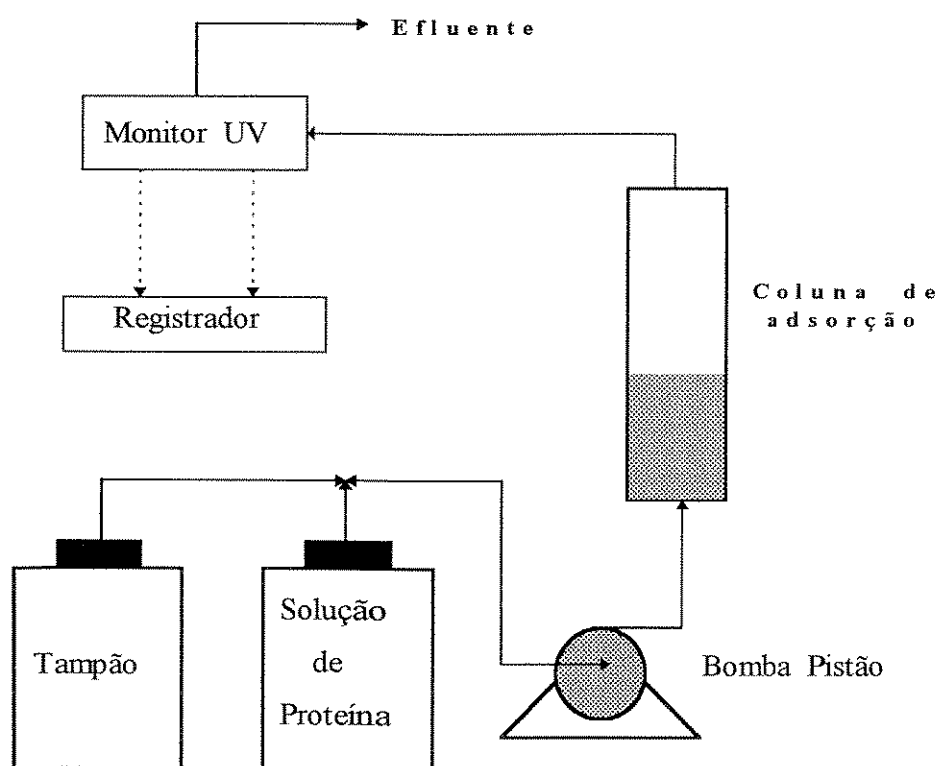 Efluente
Monitor UV
Registrador
Coluna de
adsorção
Tampão
Solução
de
Proteína
Bomba Pistão